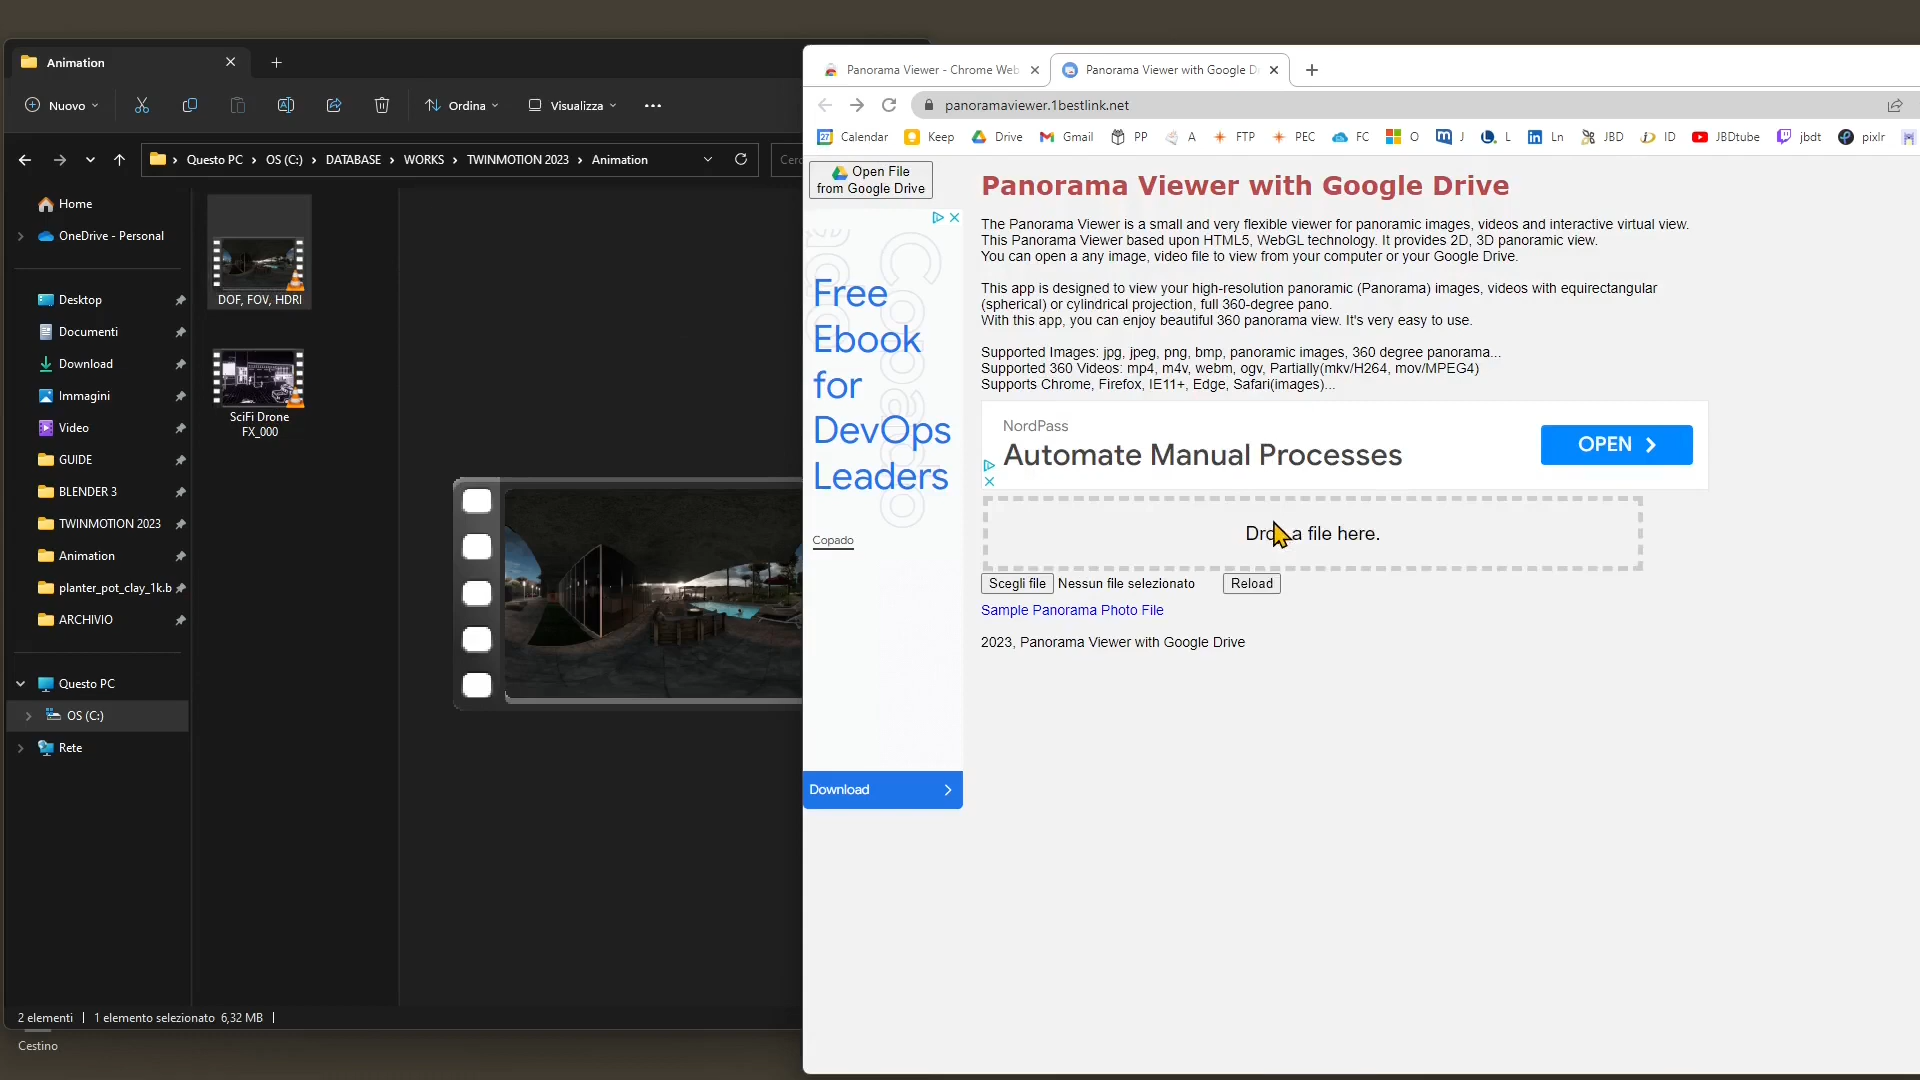 Animation
Nuovo
Ordina
Visualizza
Questo PC
OS (C:)
DATABASE
WORKS
TWINMOTION 2023
Animation
Cerc
Home
OneDrive - Personal
Desktop
Documenti
Download
Immagini
Video
GUIDE
BLENDER 3
TWINMOTION 2023
Animation
planter_pot_clay_1k.b
ARCHIVIO
Questo PC
OS (C:)
Rete
DOF, FOV, HDRI
SciFi Drone
FX_000
2 elementi
1 elemento selezionato 6,32 MB
Cestino
Panorama Viewer - Chrome Web
Panorama Viewer with Google D
panoramaviewer.1bestlink.net
27 Calendar
Keep
Drive
Gmail
PP
A
FTP
PEC
FC
O
J
L
Ln
JBD
ID
JBDtube
jbdt
pixlr
Open File
from Google Drive
Free
Ebook
for
DevOps
Leaders
Copado
Download
Panorama Viewer with Google Drive
The Panorama Viewer is a small and very flexible viewer for panoramic images, videos and interactive virtual view.
This Panorama Viewer based upon HTML5, WebGL technology. It provides 2D, 3D panoramic view.
You can open a any image, video file to view from your computer or your Google Drive.
This app is designed to view your high-resolution panoramic (Panorama) images, videos with equirectangular
(spherical) or cylindrical projection, full 360-degree pano.
With this app, you can enjoy beautiful 360 panorama view. It's very easy to use.
Supported Images: jpg, jpeg, png, bmp, panoramic images, 360 degree panorama...
Supported 360 Videos: mp4, m4v, webm, ogv, Partially(mkv/H264, mov/MPEG4)
Supports Chrome, Firefox, IE11+, Edge, Safari(images)...
NordPass
Automate Manual Processes
OPEN
Drop a file here.
Scegli file Nessun file selezionato
Reload
Sample Panorama Photo File
2023, Panorama Viewer with Google Drive